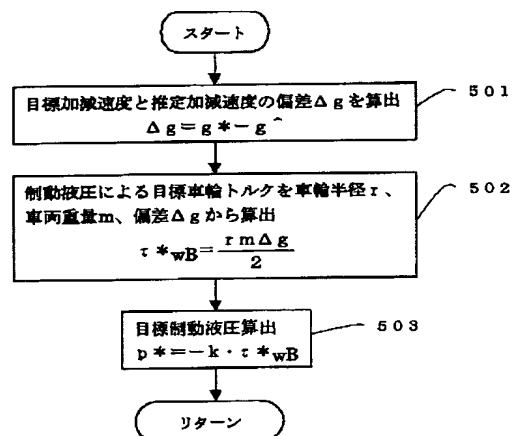 スタート
目標加減速度と推定加減速度の偏差Δgを算出
Δg=g*-g^
501
制動液圧による目標車輪トルクを車輪半径r、
車両重量m、偏差Δgから算出
τ*wB=rmΔg/2
502
目標制動液圧算出
p*=-k・τ*wB
503
リターン